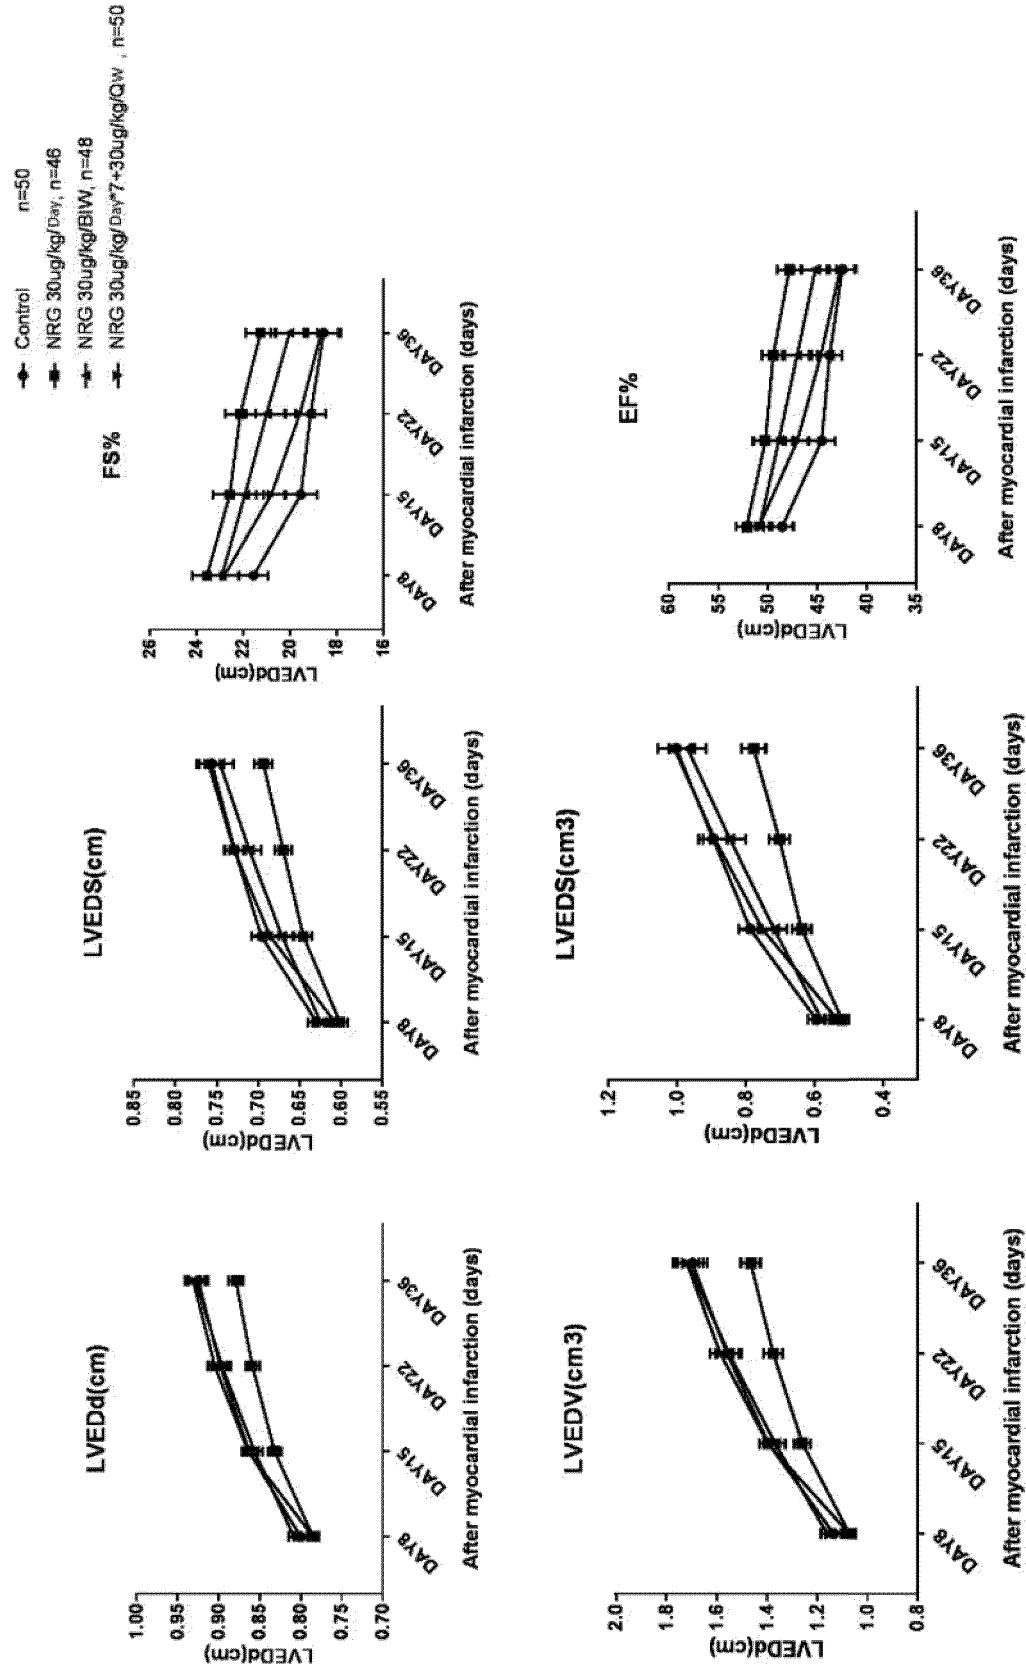 Control n=50
NRG 30ug/kg/Day, n=46
NRG 30ug/kg/BIW, n=48
NRG 30ug/kg/Day*7+30ug/kg/QW , n=50
LVEDd(cm)
LVEDd(cm)
1.00
0.95
0.90
0.85
0.80
0.75
0.70
DAY8
DAY15
DAY22
DAY36
After myocardial infarction (days)
LVEDS(cm)
LVEDd(cm)
0.85
0.80
0.75
0.70
0.65
0.60
0.55
DAY8
DAY15
DAY22
DAY36
After myocardial infarction (days)
FS%
LVEDd(cm)
26
24
22
20
18
16
DAY8
DAY15
DAY22
DAY36
After myocardial infarction (days)
LVEDV(cm3)
LVEDd(cm)
2.0
1.8
1.6
1.4
1.2
1.0
0.8
DAY8
DAY15
DAY22
DAY36
After myocardial infarction (days)
LVEDS(cm3)
LVEDd(cm)
1.2
1.0
0.8
0.6
0.4
DAY8
DAY15
DAY22
DAY36
After myocardial infarction (days)
EF%
LVEDd(cm)
60
55
50
45
40
35
DAY8
DAY15
DAY22
DAY36
After myocardial infarction (days)